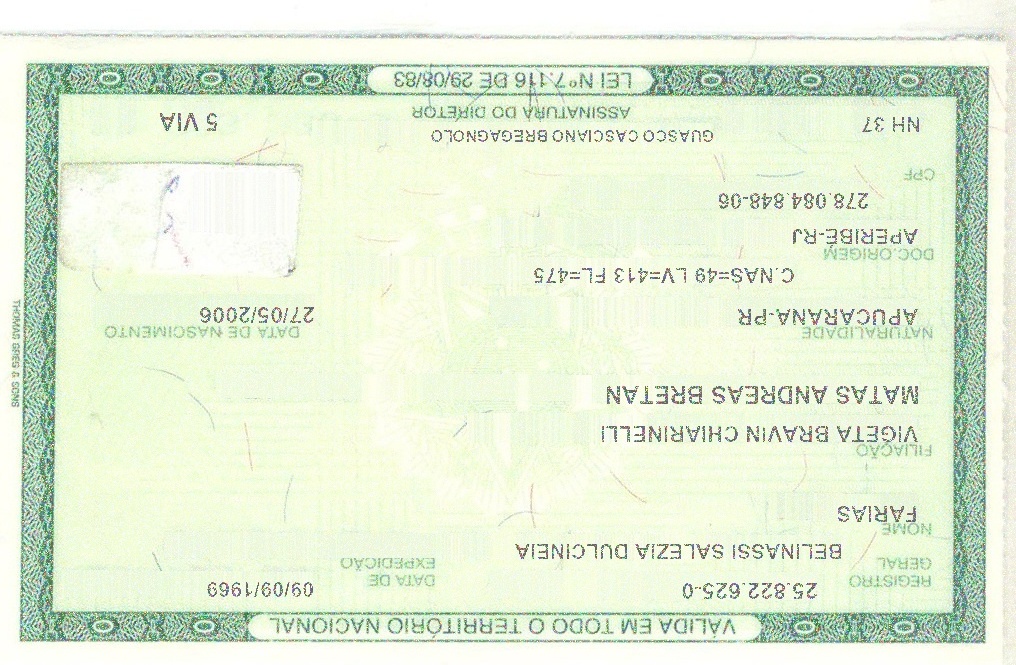 VÁLIDA EM TODO O TERRITÓRIO NACIONAL
REGISTRO GERAL 25.822.625-0 DATA DE EXPEDIÇÃO 09/09/1969
NOME BELINASSI SALEZIA DULCINEIA
FARIAS
FILIAÇÃO
VIGETA BRAVIN CHIARINELLI
MATAS ANDREAS BRETAN
NATURALIDADE DATA DE NASCIMENTO
APUCARANA-PR 27/05/2006
C.NAS=49 LV=413 FL=475
DOC.ORIGEM
APERIBÉ-RJ
278.084.848-06
CPF
GUASCO CASCIANO BREGAGNOLO
NH 37 ASSINATURA DO DIRETOR 5 VIA
LEI Nº 7.116 DE 29/08/83
THOMAS GREG & SONS